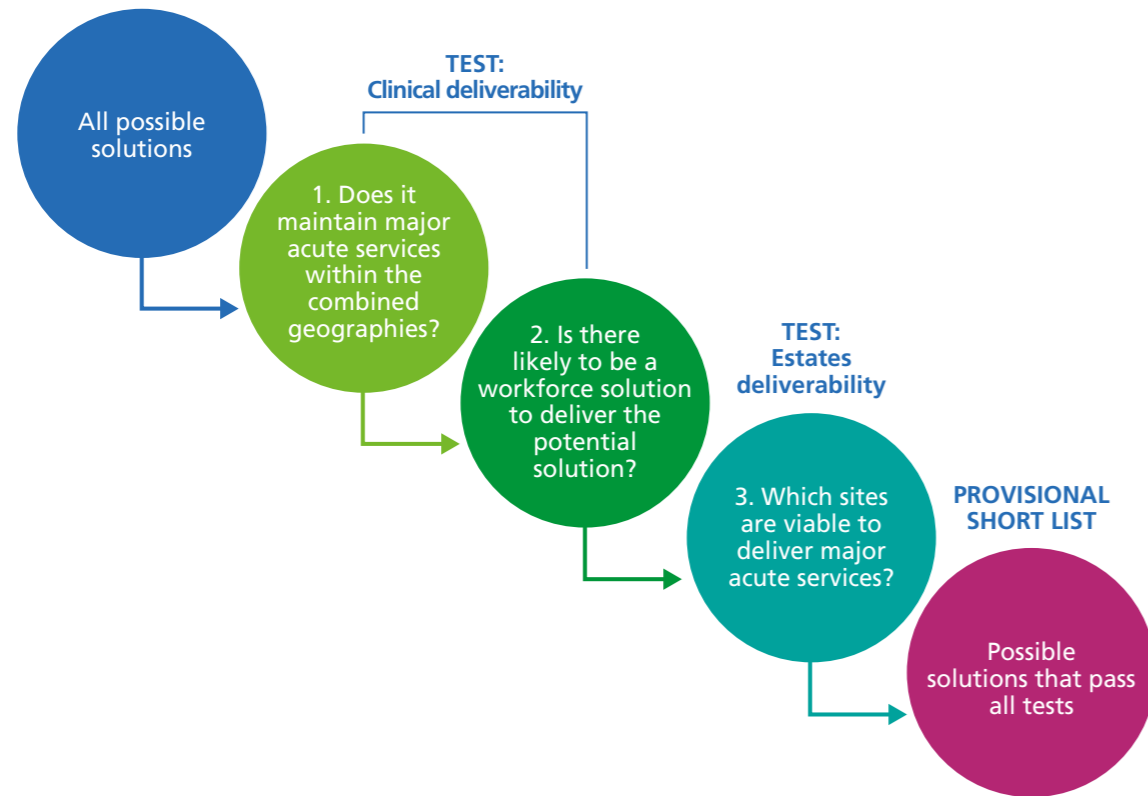 All possible
solutions
TEST:
Clinical deliverability
1. Does it
maintain major
acute services
within the
combined
geographies?
2. Is there
likely to be a
workforce solution
to deliver the
potential
solution?
TEST:
Estates
deliverability
3. Which sites
are viable to
deliver major
acute services?
PROVISIONAL
SHORT LIST
Possible
solutions that pass
all tests